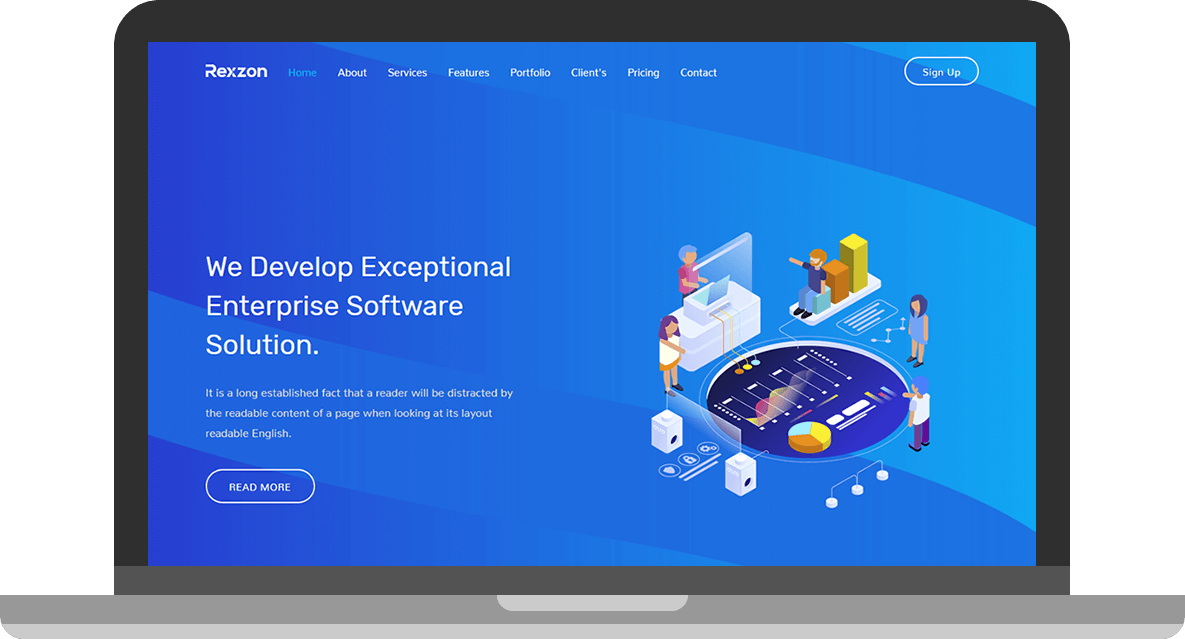 Rexzon Home About Services Features Portfolio Client's Pricing Contact Sign Up
We Develop Exceptional
Enterprise Software
Solution.
It is a long established fact that a reader will be distracted by
the readable content of a page when looking at its layout
readable English.
READ MORE